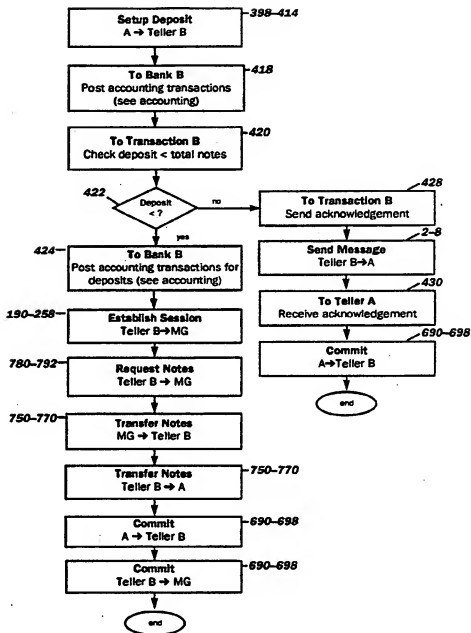 Setup Deposit
A → Teller B
398–414
To Bank B
Post accounting transactions
(see accounting)
418
To Transaction B
Check deposit < total notes
420
422
Deposit
< ?
no
yes
To Transaction B
Send acknowledgement
428
Send Message
Teller B→A
2–8
To Teller A
Receive acknowledgement
430
Commit
A→Teller B
690–698
end
424
To Bank B
Post accounting transactions for
deposits (see accounting)
190–258
Establish Session
Teller B→MG
780–792
Request Notes
Teller B → MG
750–770
Transfer Notes
MG → Teller B
Transfer Notes
Teller B → A
750–770
Commit
A → Teller B
690–698
Commit
Teller B → MG
690–698
end